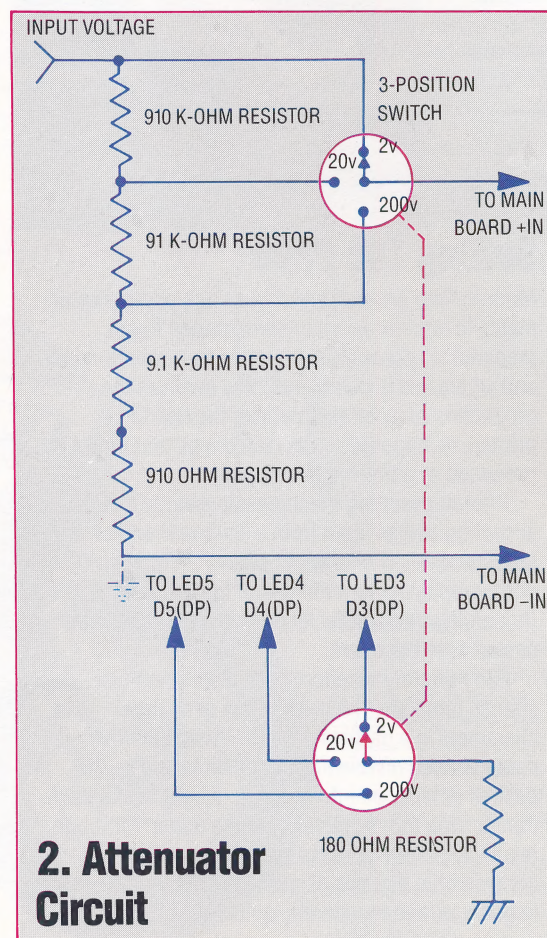 INPUT VOLTAGE
910 K-OHM RESISTOR
3-POSITION
SWITCH
2v
20v
200v
TO MAIN
BOARD +IN
91 K-OHM RESISTOR
9.1 K-OHM RESISTOR
910 OHM RESISTOR
TO MAIN
BOARD –IN
TO LED5
D5(DP)
TO LED4
D4(DP)
TO LED3
D3(DP)
2v
20v
200v
180 OHM RESISTOR
2. Attenuator
Circuit